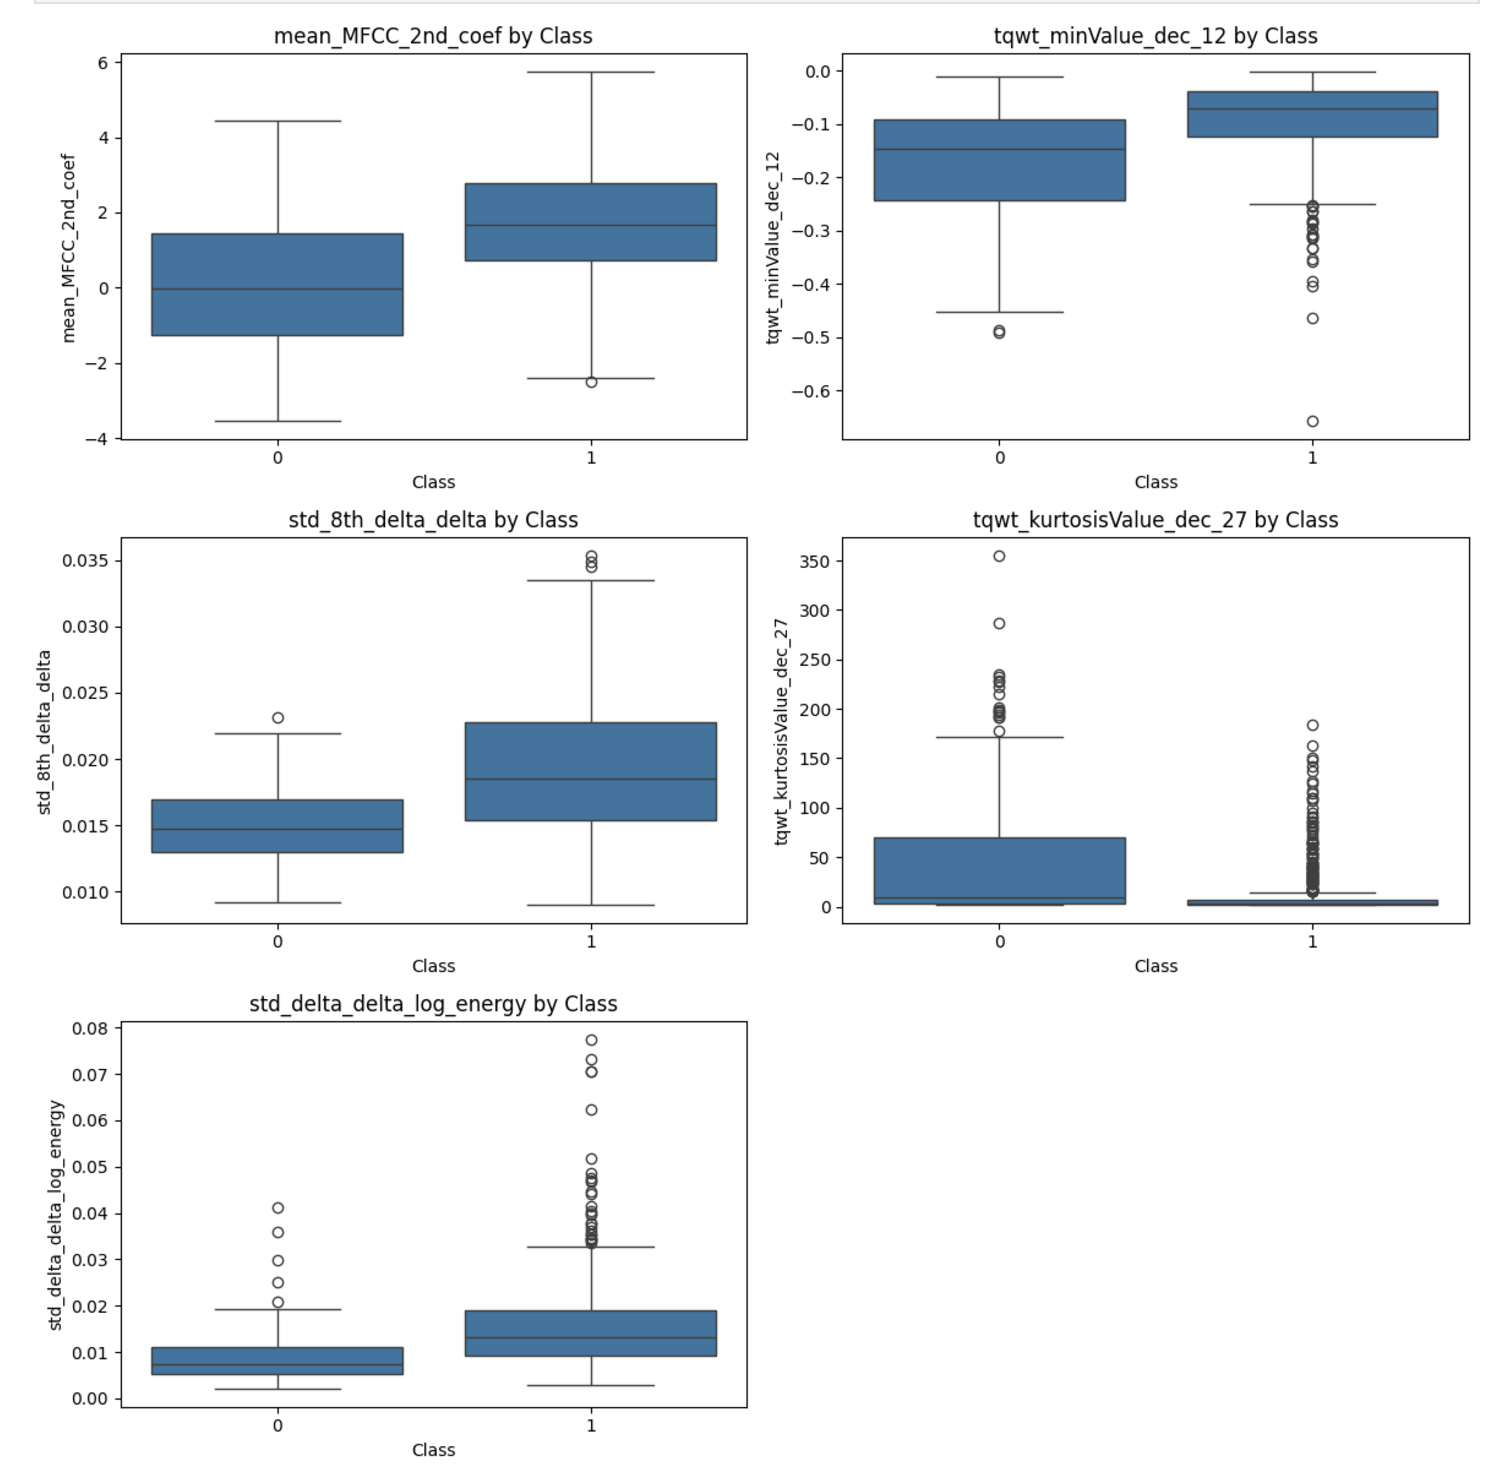 mean_MFCC_2nd_coef by Class
mean_MFCC_2nd_coef
6
4
2
0
−2
−4
0 1
Class
tqwt_minValue_dec_12 by Class
tqwt_minValue_dec_12
0.0
−0.1
−0.2
−0.3
−0.4
−0.5
−0.6
0 1
Class
std_8th_delta_delta by Class
std_8th_delta_delta
0.035
0.030
0.025
0.020
0.015
0.010
0 1
Class
tqwt_kurtosisValue_dec_27 by Class
tqwt_kurtosisValue_dec_27
350
300
250
200
150
100
50
0
0 1
Class
std_delta_delta_log_energy by Class
std_delta_delta_log_energy
0.08
0.07
0.06
0.05
0.04
0.03
0.02
0.01
0.00
0 1
Class